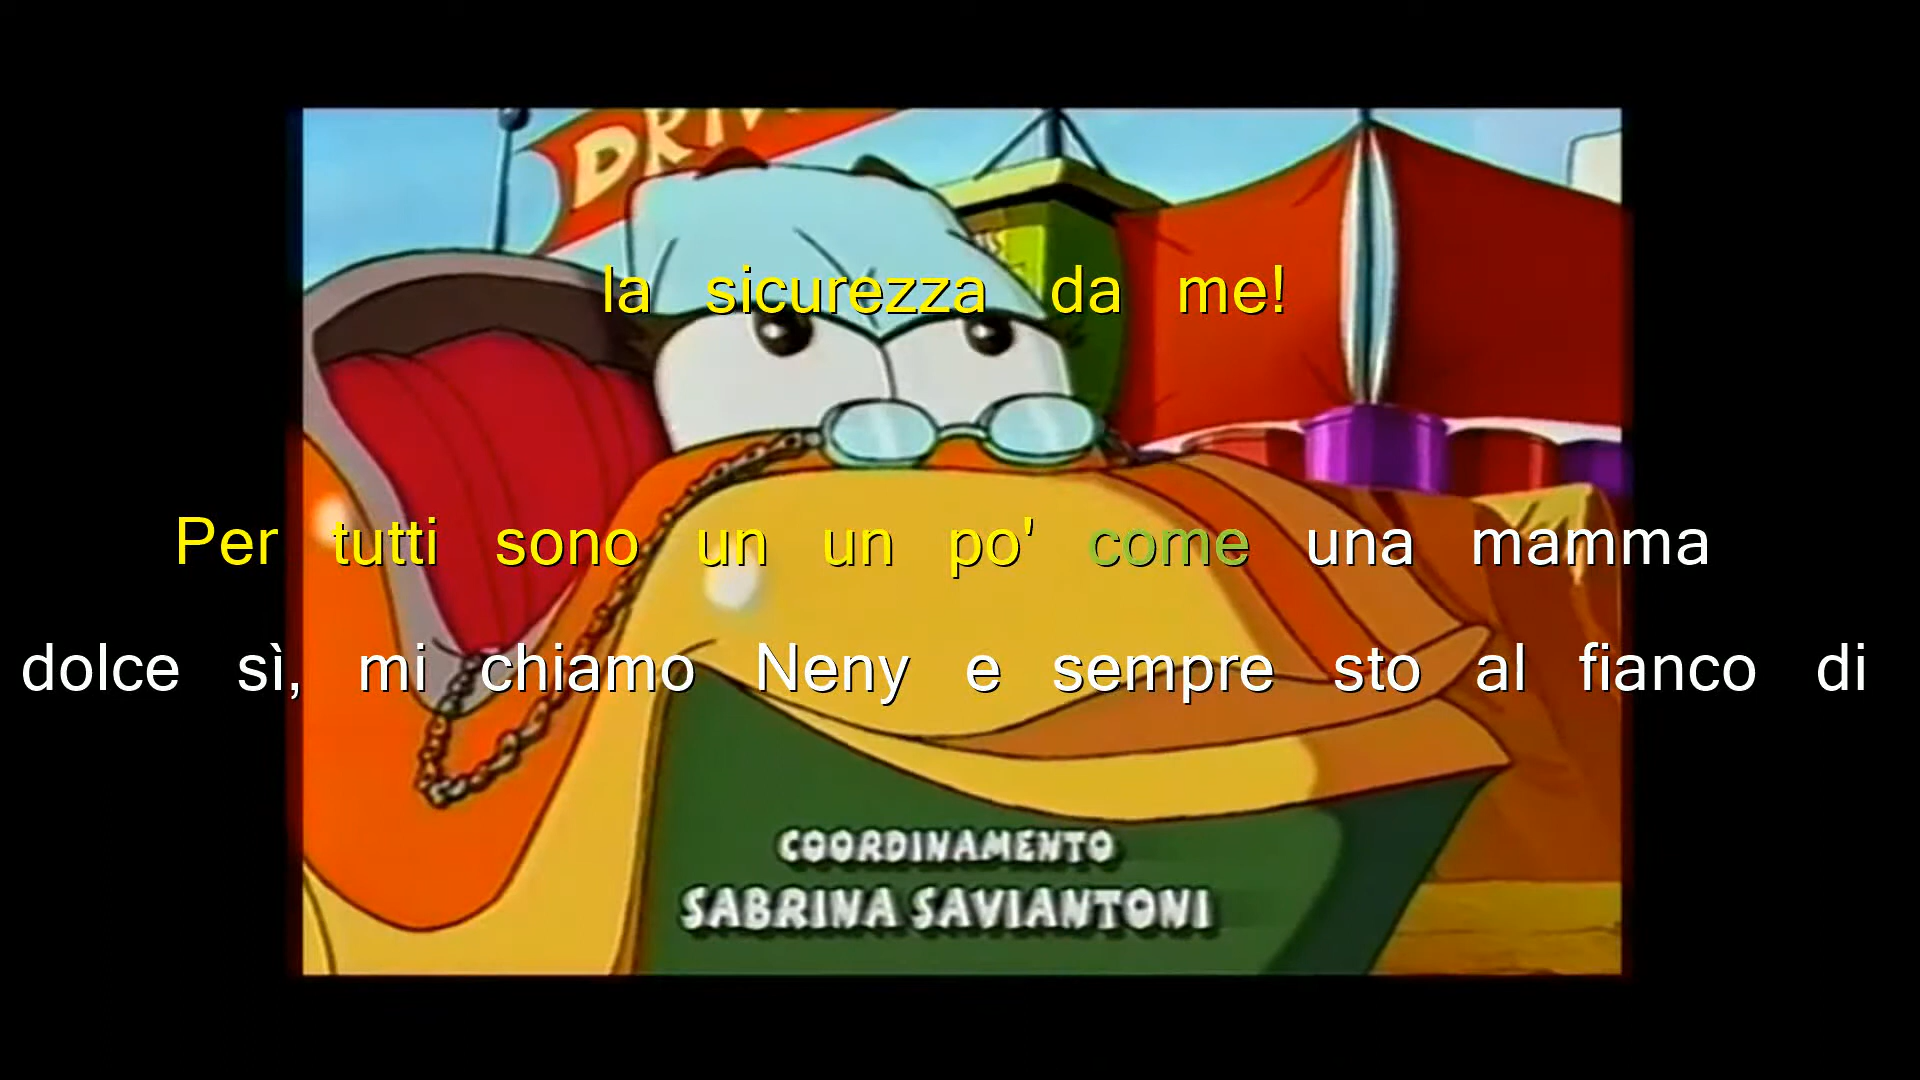 la sicurezza da me!
Per tutti sono un un po' come una mamma
dolce sì, mi chiamo Neny e sempre sto al fianco di
COORDINAMENTO
SABRINA SAVIANTONI